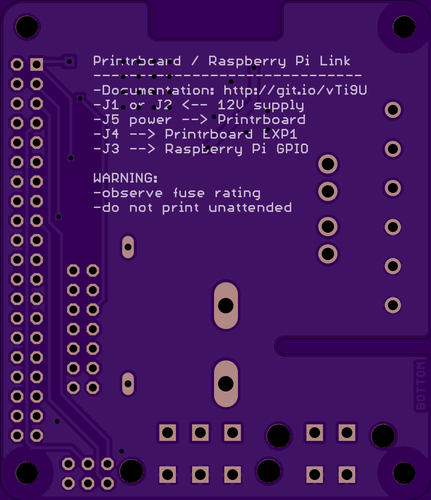 Printrboard / Raspberry Pi Link
-------------------------------
-Documentation: http://git.io/vTi9U
-J1 or J2 <-- 12V supply
-J5 power --> Printrboard
-J4 --> Printrboard EXP1
-J3 --> Raspberry Pi GPIO
WARNING:
-observe fuse rating
-do not print unattended
BOTTOM